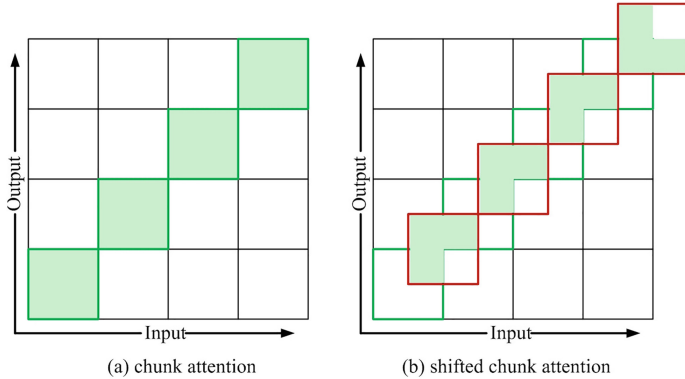 Output
Input
(a) chunk attention
Output
Input
(b) shifted chunk attention